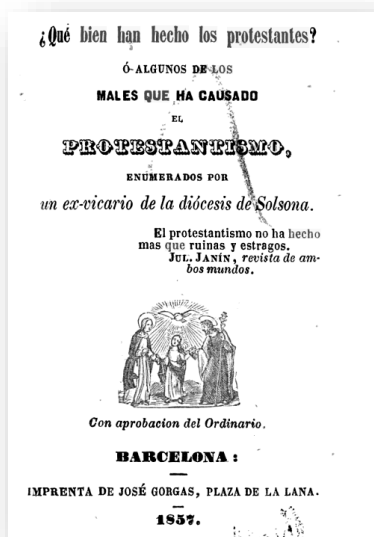 ¿Qué bien han hecho los protestantes?
Ó ALGUNOS DE LOS
MALES QUE HA CAUSADO
EL
PROTESTANTISMO,
ENUMERADOS POR
un ex-vicario de la diócesis de Solsona.
El protestantismo no ha hecho
mas que ruinas y estragos.
JUL. JANÍN, revista de am-
bos mundos.
Con aprobacion del Ordinario.
BARCELONA:
IMPRENTA DE JOSÉ GORGAS, PLAZA DE LA LANA.
1857.